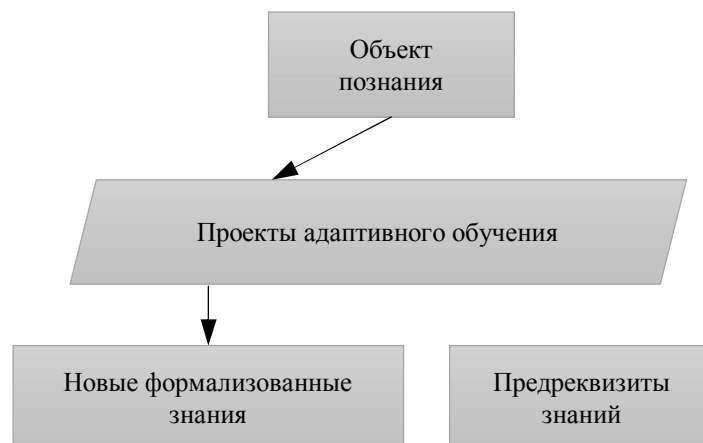 Объект
познания
Проекты адаптивного обучения
Новые формализованные
знания
Предреквизиты
знаний